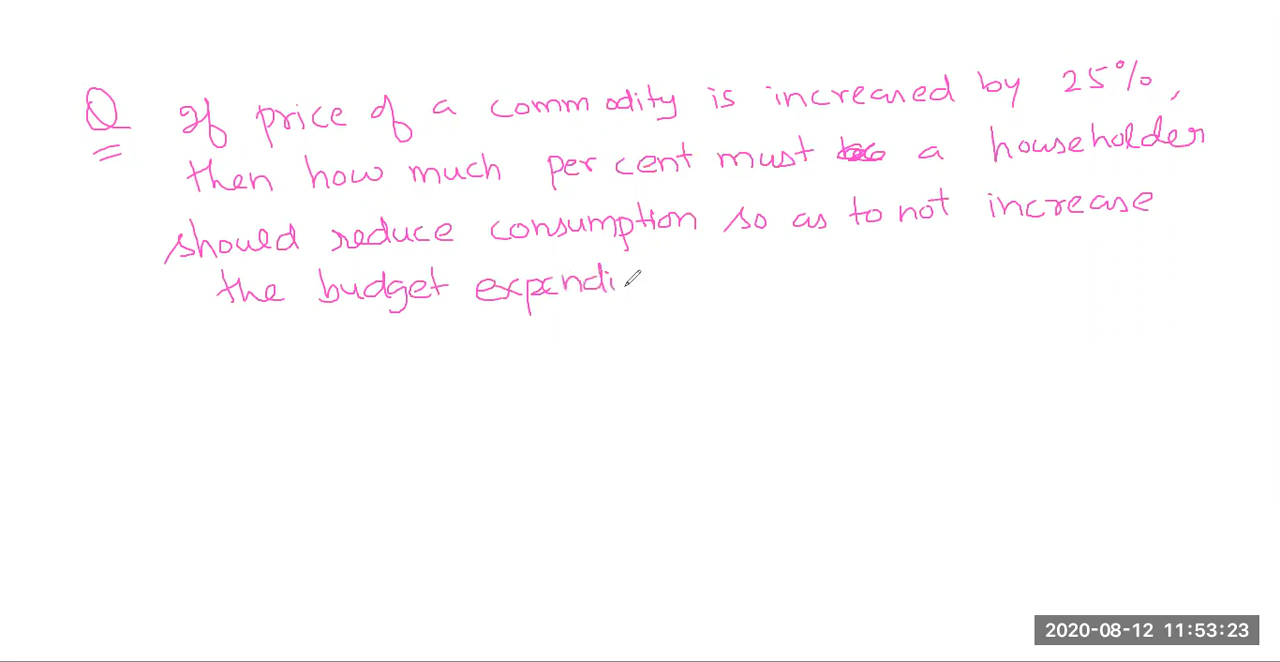 Q If price of a commodity is increased by 25%,
then how much per cent must a householder
should reduce consumption so as to not increase
the budget expendi
2020-08-12 11:53:23